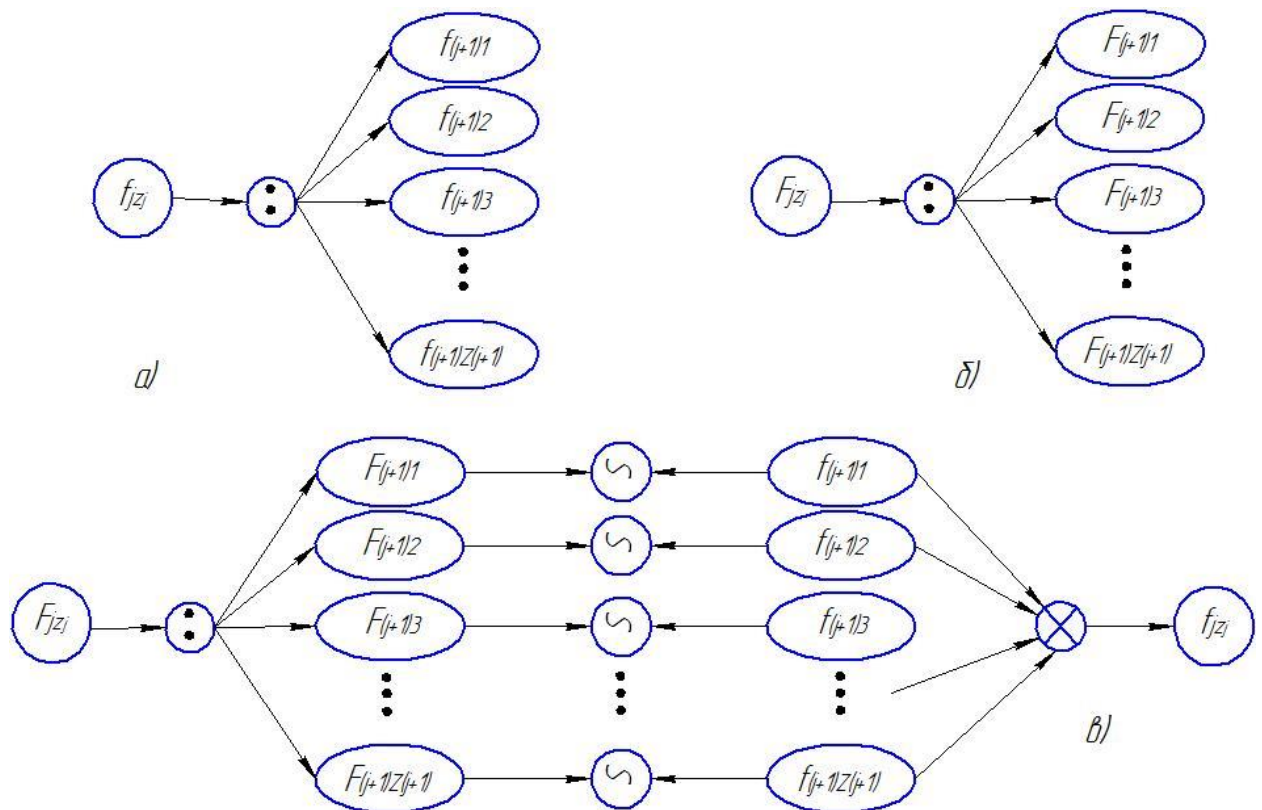 f(j+1)1
f(j+1)2
fjzj
f(j+1)3
f(j+1)z(j+1)
а)
F(j+1)1
F(j+1)2
Fjzj
F(j+1)3
F(j+1)z(j+1)
б)
F(j+1)1 S f(j+1)1
F(j+1)2 S f(j+1)2
Fjzj F(j+1)3 S f(j+1)3 fjzj
в)
F(j+1)z(j+1) S f(j+1)z(j+1)